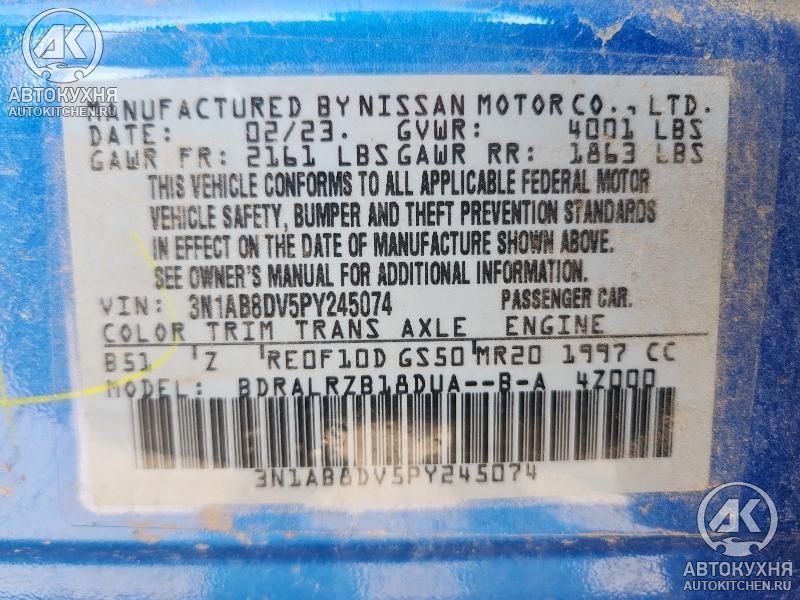 АК
АВТОКУХНЯ
AUTOKITCHEN.RU
MANUFACTURED BY NISSAN MOTOR CO., LTD.
DATE: 02/23. GVWR: 4001 LBS
GAWR FR: 2161 LBS GAWR RR: 1863 LBS
THIS VEHICLE CONFORMS TO ALL APPLICABLE FEDERAL MOTOR
VEHICLE SAFETY, BUMPER AND THEFT PREVENTION STANDARDS
IN EFFECT ON THE DATE OF MANUFACTURE SHOWN ABOVE.
SEE OWNER'S MANUAL FOR ADDITIONAL INFORMATION.
VIN: 3N1AB8DV5PY245074 PASSENGER CAR.
COLOR TRIM TRANS AXLE ENGINE
B51 Z RE0F10D GS50 MR20 1997 CC
MODEL: BDRALRZB18DUA--B-A 4Z000
3N1AB8DV5PY245074
АК
АВТОКУХНЯ
AUTOKITCHEN.RU